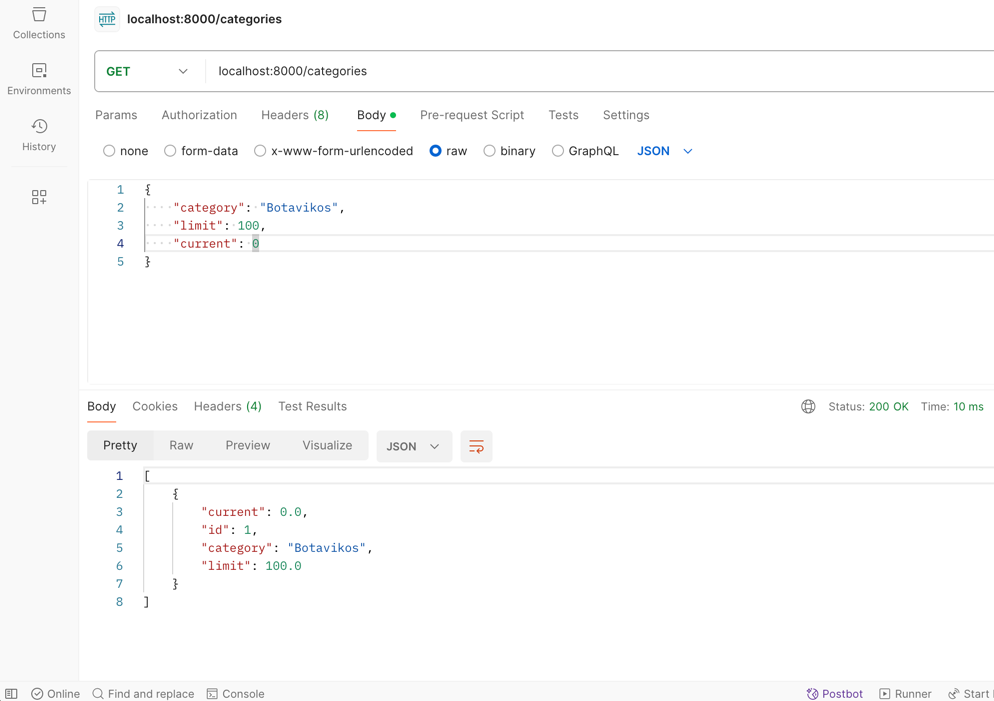 Collections
Environments
History
HTTP localhost:8000/categories
GET localhost:8000/categories
Params Authorization Headers (8) Body Pre-request Script Tests Settings
none form-data x-www-form-urlencoded raw binary GraphQL JSON
1 {
2 "category": "Botavikos",
3 "limit": 100,
4 "current": 0
5 }
Body Cookies Headers (4) Test Results Status: 200 OK Time: 10 ms
Pretty Raw Preview Visualize JSON
1 [
2 {
3 "current": 0.0,
4 "id": 1,
5 "category": "Botavikos",
6 "limit": 100.0
7 }
8 ]
Online Find and replace Console Postbot Runner Start